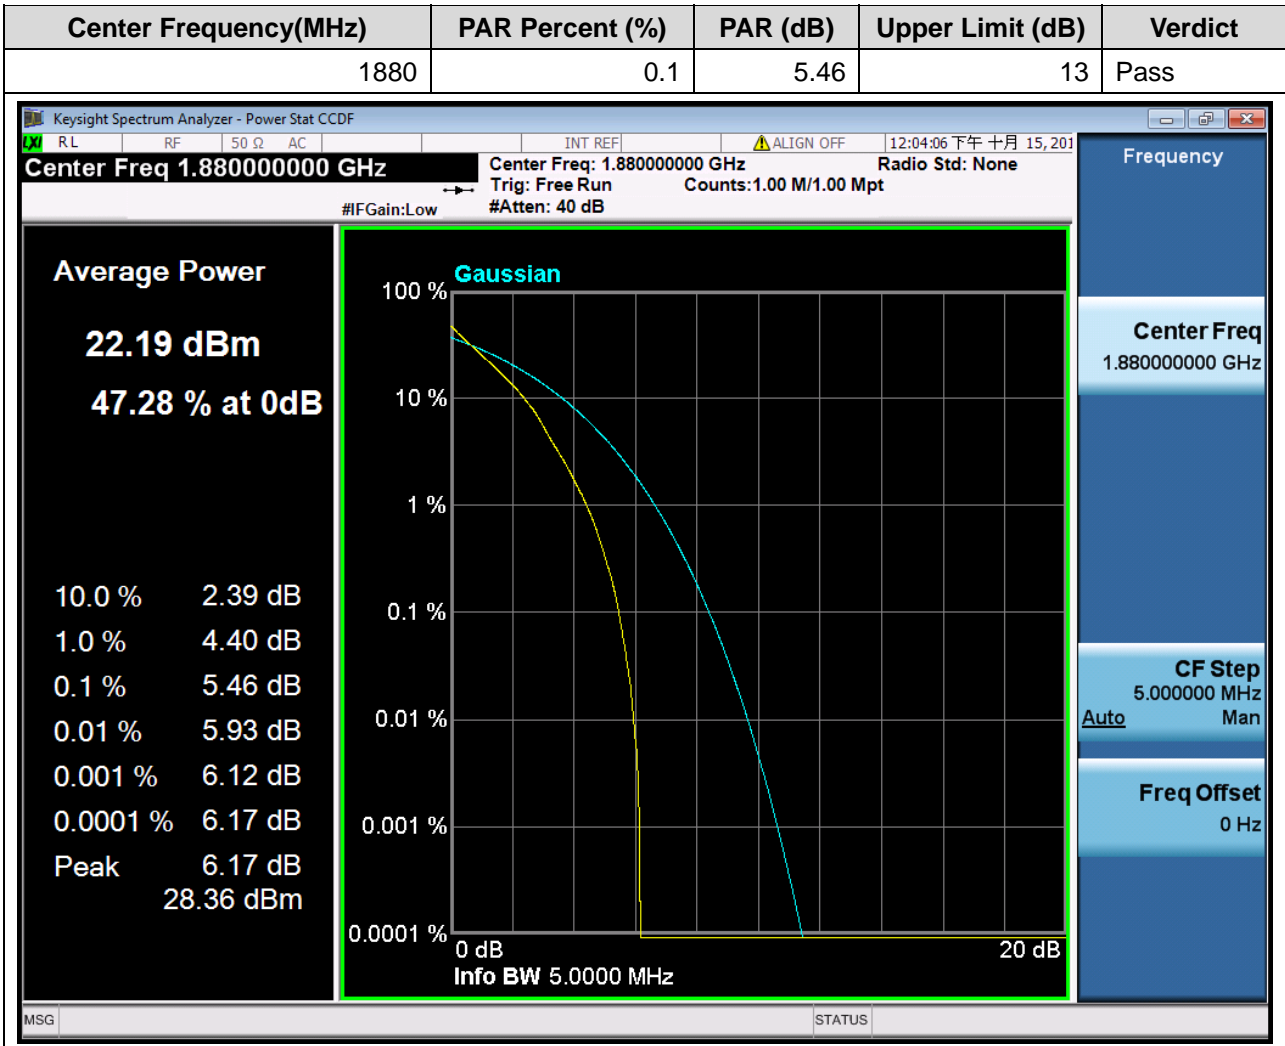 Center Frequency(MHz) PAR Percent (%) PAR (dB) Upper Limit (dB) Verdict
1880 0.1 5.46 13 Pass
Keysight Spectrum Analyzer - Power Stat CCDF
LXI RL RF 50 Ω AC INT REF ALIGN OFF 12:04:06 下午 十月 15, 201
Center Freq 1.880000000 GHz
Center Freq: 1.880000000 GHz Radio Std: None
Trig: Free Run Counts:1.00 M/1.00 Mpt
#IFGain:Low #Atten: 40 dB
Average Power
22.19 dBm
47.28 % at 0dB
10.0 % 2.39 dB
1.0 % 4.40 dB
0.1 % 5.46 dB
0.01 % 5.93 dB
0.001 % 6.12 dB
0.0001 % 6.17 dB
Peak 6.17 dB
28.36 dBm
Gaussian
100 %
10 %
1 %
0.1 %
0.01 %
0.001 %
0.0001 %
0 dB 20 dB
Info BW 5.0000 MHz
Frequency
Center Freq
1.880000000 GHz
CF Step
5.000000 MHz
Auto Man
Freq Offset
0 Hz
MSG STATUS